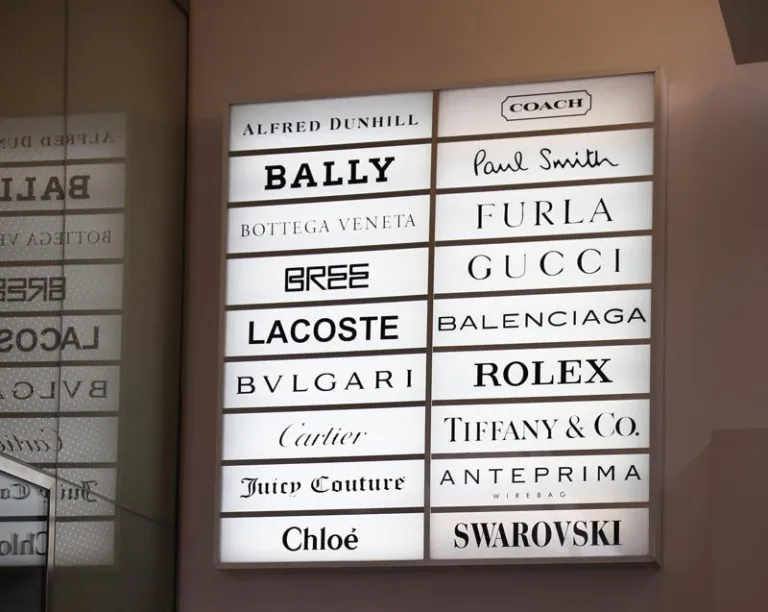 ALFRED DUNHILL
BALLY
BOTTEGA VENETA
BREE
LACOSTE
BVLGARI
Cartier
Juicy Couture
Chloé
COACH
Paul Smith
FURLA
GUCCI
BALENCIAGA
ROLEX
TIFFANY & CO.
ANTEPRIMA
WIREBAG
SWAROVSKI